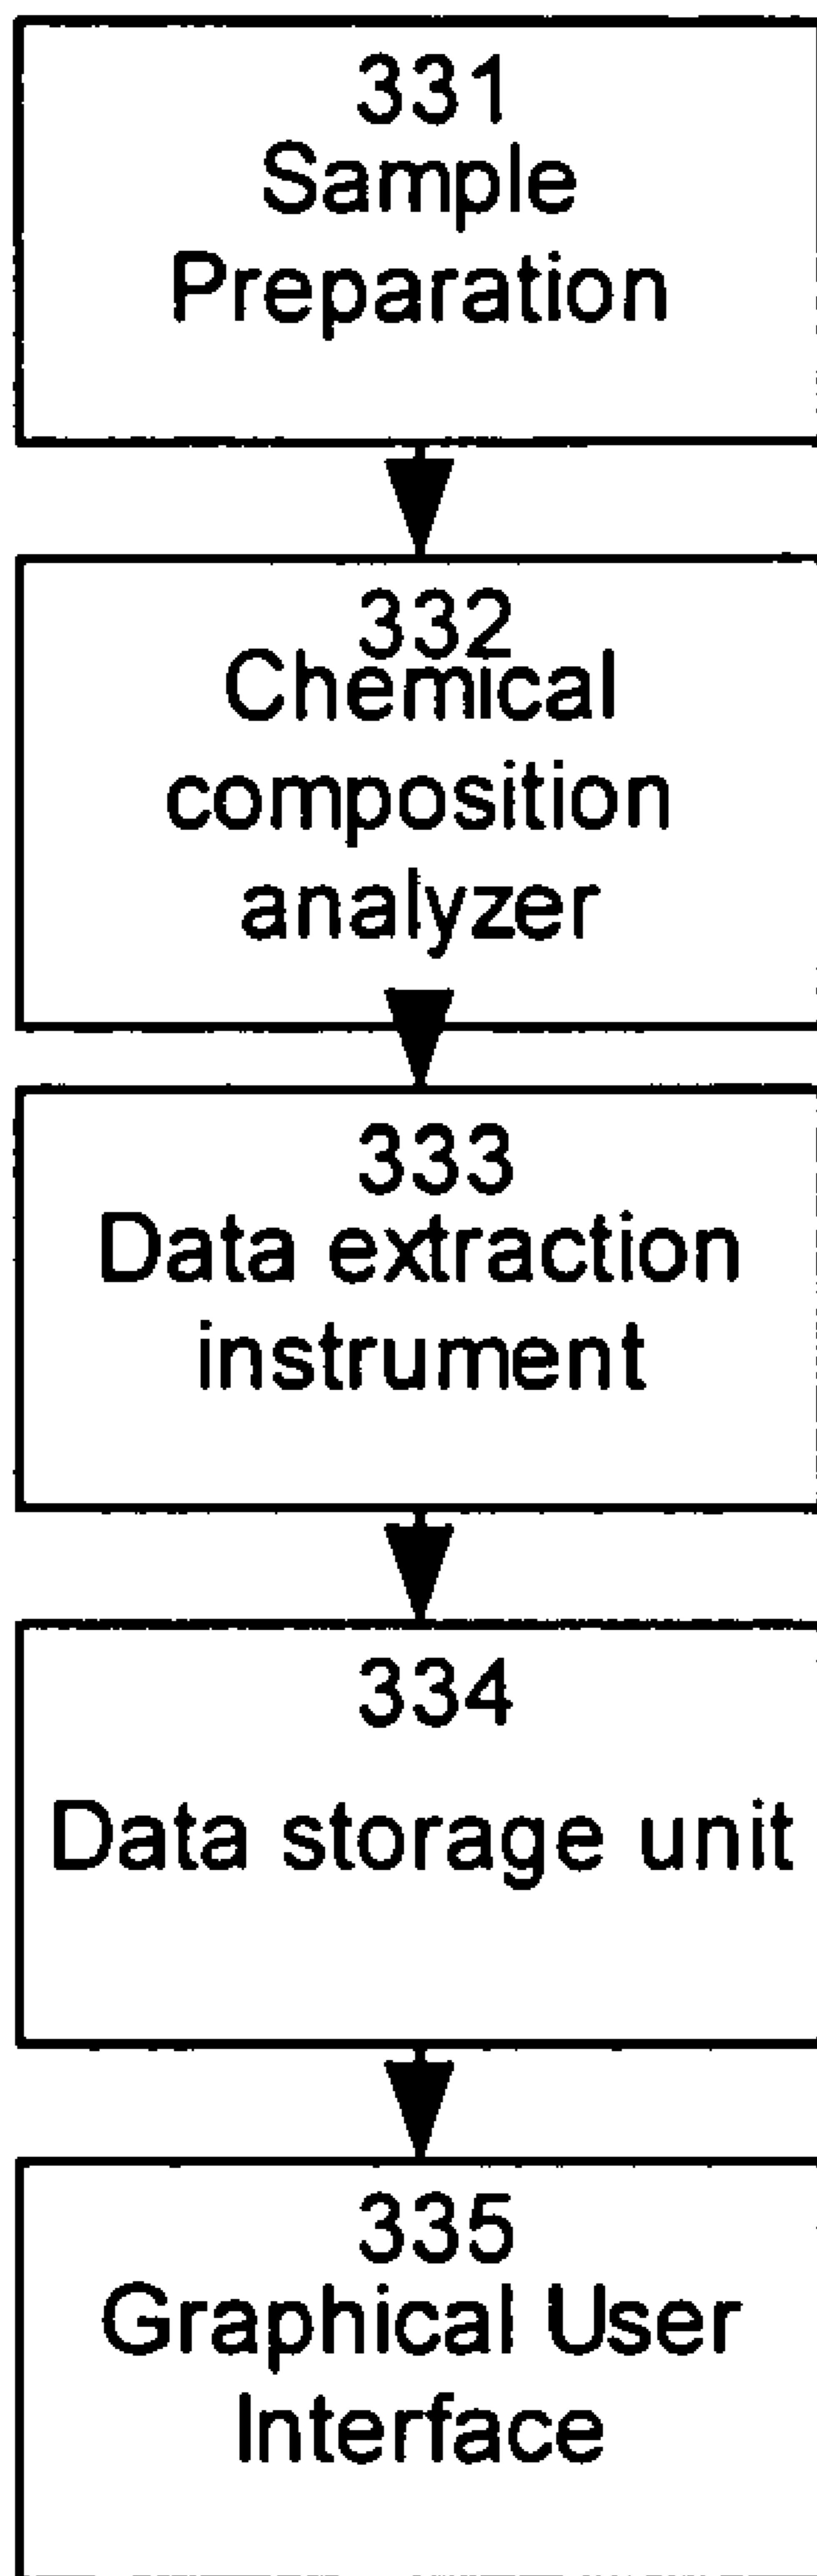 331
Sample
Preparation
332
Chemical
composition
analyzer
333
Data extraction
instrument
334
Data storage unit
335
Graphical User
Interface